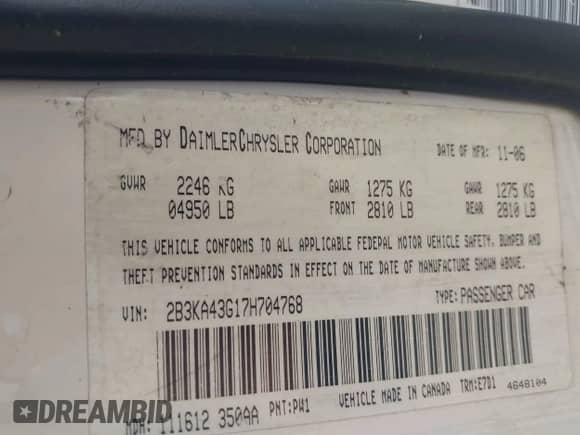 MFD BY DAIMLERCHRYSLER CORPORATION DATE OF MFR: 11-06
GVWR 2246 KG GAWR 1275 KG GAWR 1275 KG
04950 LB FRONT 2810 LB REAR 2810 LB
THIS VEHICLE CONFORMS TO ALL APPLICABLE FEDERAL MOTOR VEHICLE SAFETY, BUMPER AND
THEFT PREVENTION STANDARDS IN EFFECT ON THE DATE OF MANUFACTURE SHOWN ABOVE.
VIN: 2B3KA43G17H704768 TYPE: PASSENGER CAR
MDH: 111612 350AA PNT: PW1 VEHICLE MADE IN CANADA TRM: E7D1 4648104
DREAMBID